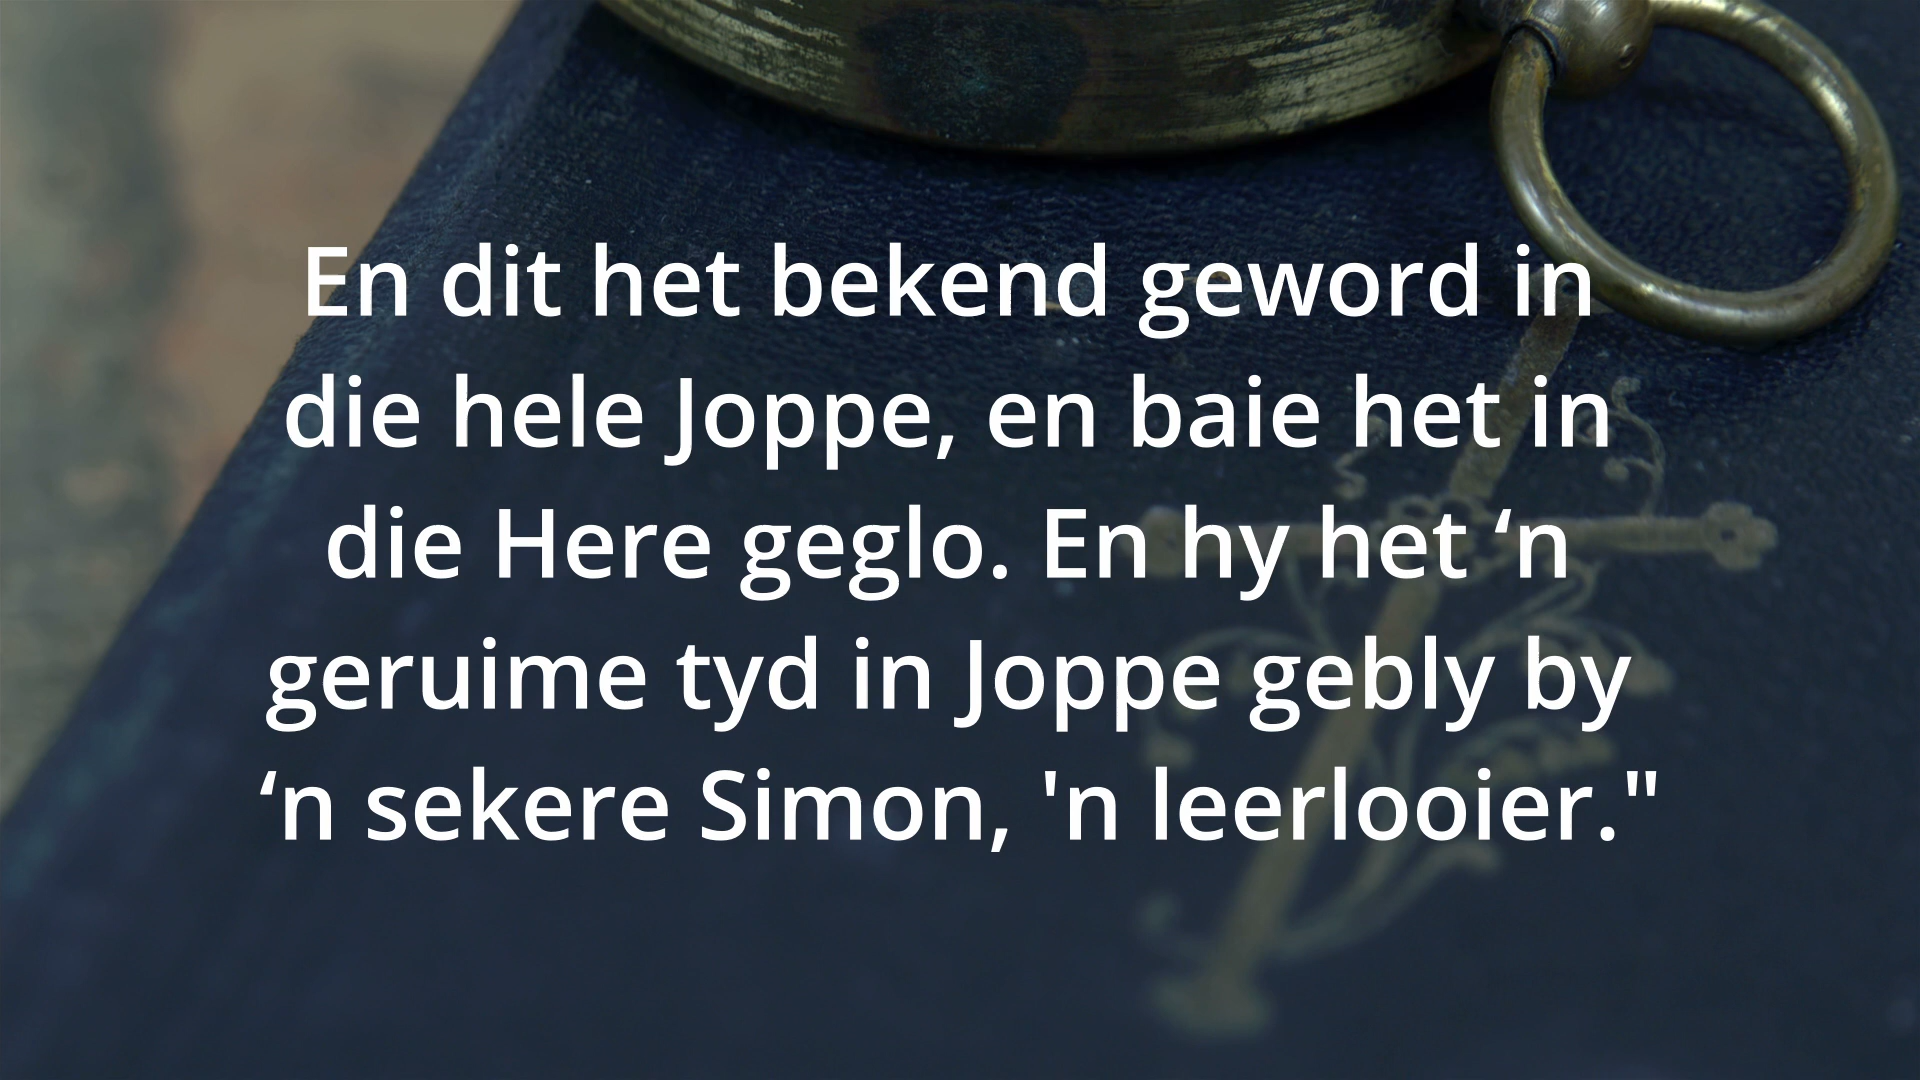 En dit het bekend geword in
die hele Joppe, en baie het in
die Here geglo. En hy het ‘n
geruime tyd in Joppe gebly by
‘n sekere Simon, 'n leerlooier."